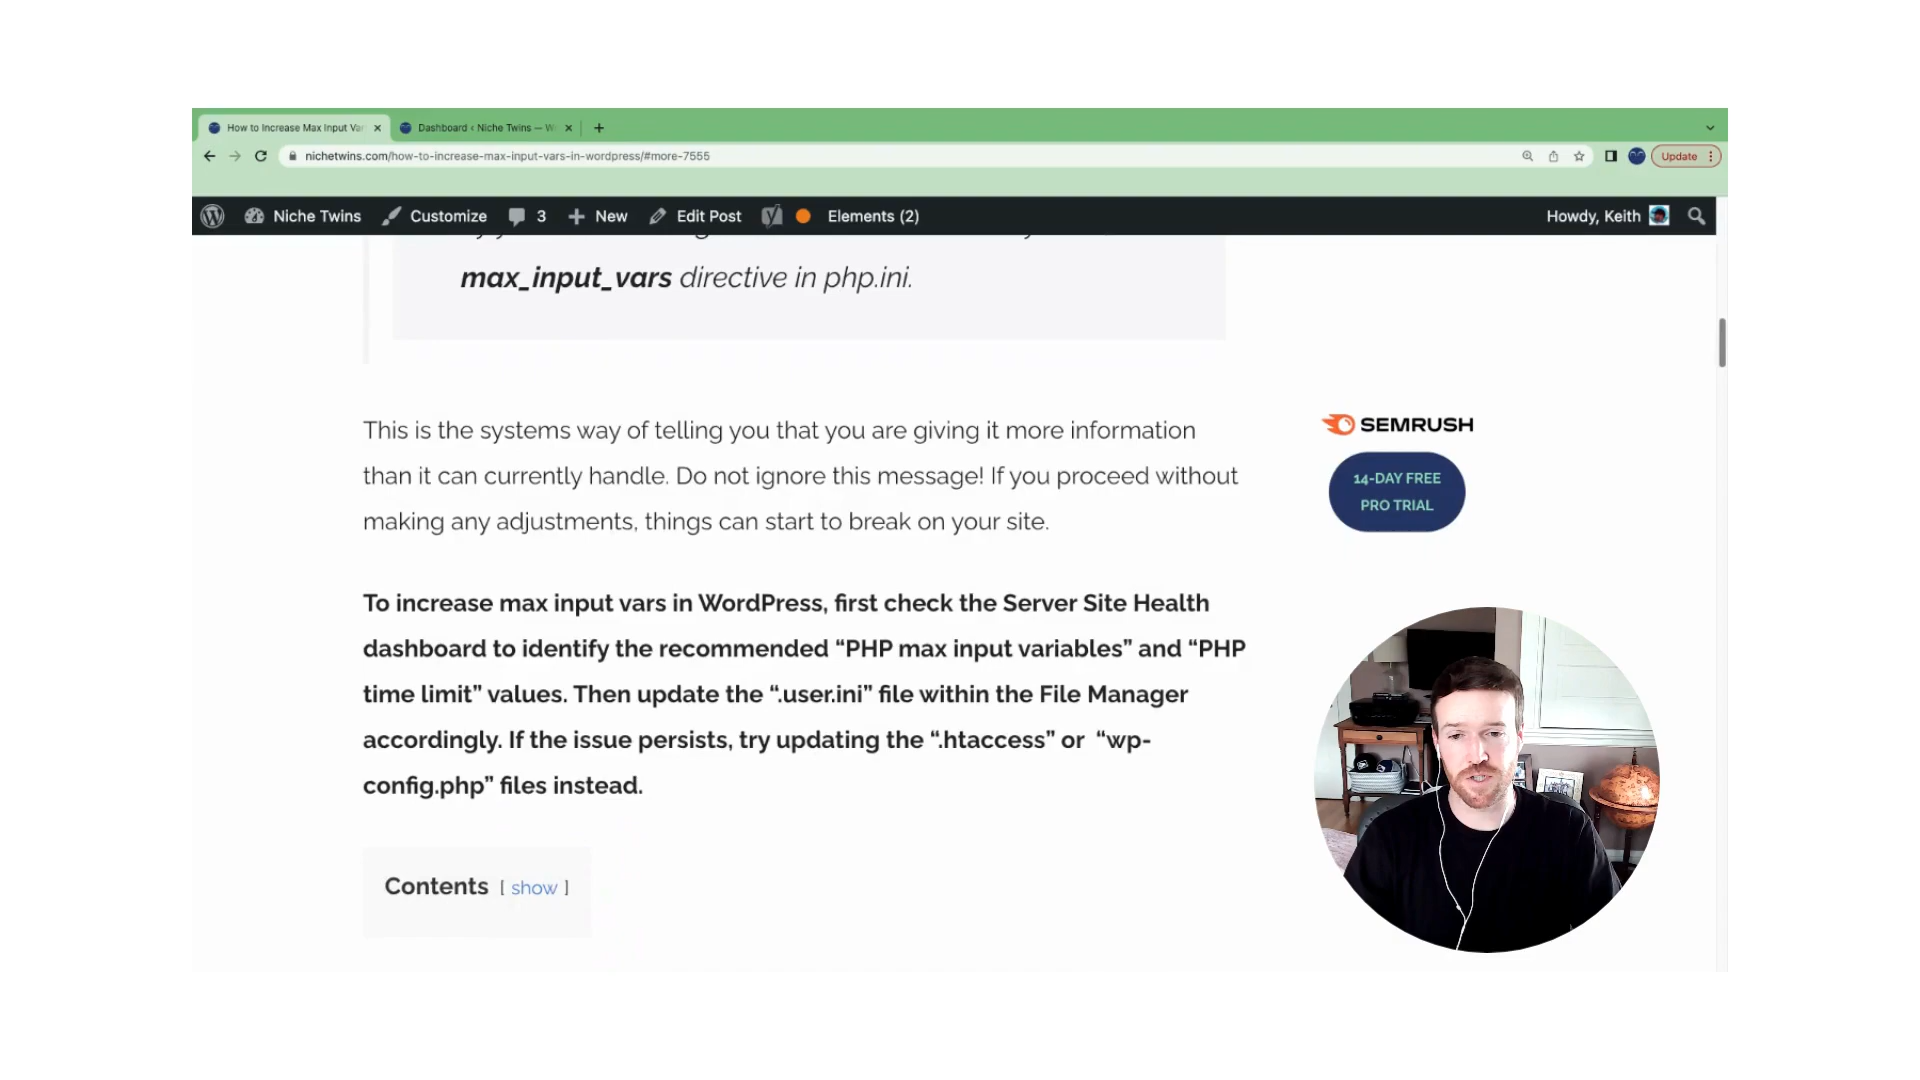 How to Increase Max Input Var
Dashboard ‹ Niche Twins — W
nichetwins.com/how-to-increase-max-input-vars-in-wordpress/#more-7555
Update
Niche Twins
Customize
3
New
Edit Post
Elements (2)
Howdy, Keith
max_input_vars directive in php.ini.
This is the systems way of telling you that you are giving it more information
than it can currently handle. Do not ignore this message! If you proceed without
making any adjustments, things can start to break on your site.
SEMRUSH
14-DAY FREE
PRO TRIAL
To increase max input vars in WordPress, first check the Server Site Health
dashboard to identify the recommended “PHP max input variables” and “PHP
time limit” values. Then update the “.user.ini” file within the File Manager
accordingly. If the issue persists, try updating the “.htaccess” or “wp-
config.php” files instead.
Contents [ show ]